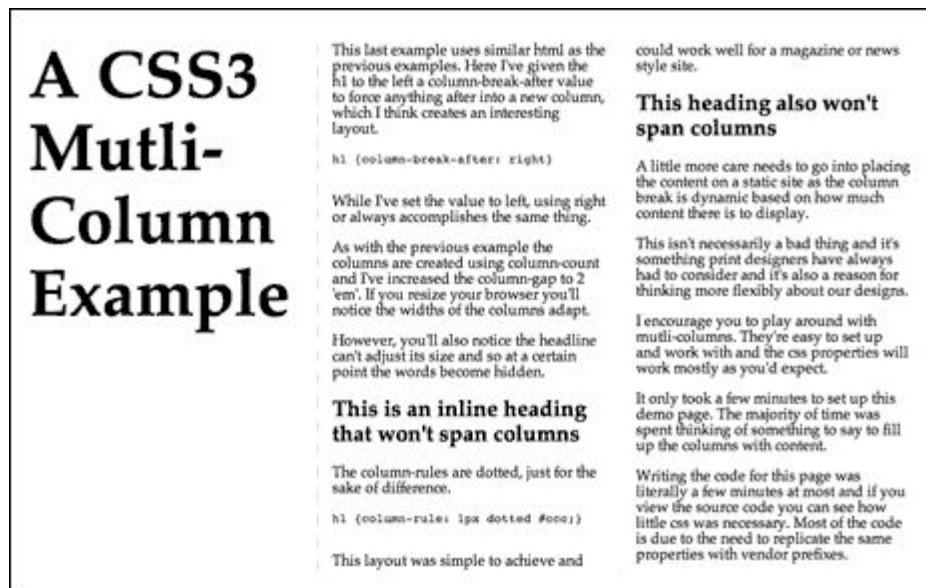 A CSS3
Mutli-
Column
Example
This last example uses similar html as the
previous examples. Here I've given the
h1 to the left a column-break-after value
to force anything after into a new column,
which I think creates an interesting
layout.
h1 {column-break-after: right}
While I've set the value to left, using right
or always accomplishes the same thing.
As with the previous example the
columns are created using column-count
and I've increased the column-gap to 2
'em'. If you resize your browser you'll
notice the widths of the columns adapt.
However, you'll also notice the headline
can't adjust its size and so at a certain
point the words become hidden.
This is an inline heading
that won't span columns
The column-rules are dotted, just for the
sake of difference.
h1 {column-rule: 1px dotted #ccc;}
This layout was simple to achieve and
could work well for a magazine or news
style site.
This heading also won't
span columns
A little more care needs to go into placing
the content on a static site as the column
break is dynamic based on how much
content there is to display.
This isn't necessarily a bad thing and it's
something print designers have always
had to consider and it's also a reason for
thinking more flexibly about our designs.
I encourage you to play around with
mutli-columns. They're easy to set up
and work with and the css properties will
work mostly as you'd expect.
It only took a few minutes to set up this
demo page. The majority of time was
spent thinking of something to say to fill
up the columns with content.
Writing the code for this page was
literally a few minutes at most and if you
view the source code you can see how
little css was necessary. Most of the code
is due to the need to replicate the same
properties with vendor prefixes.